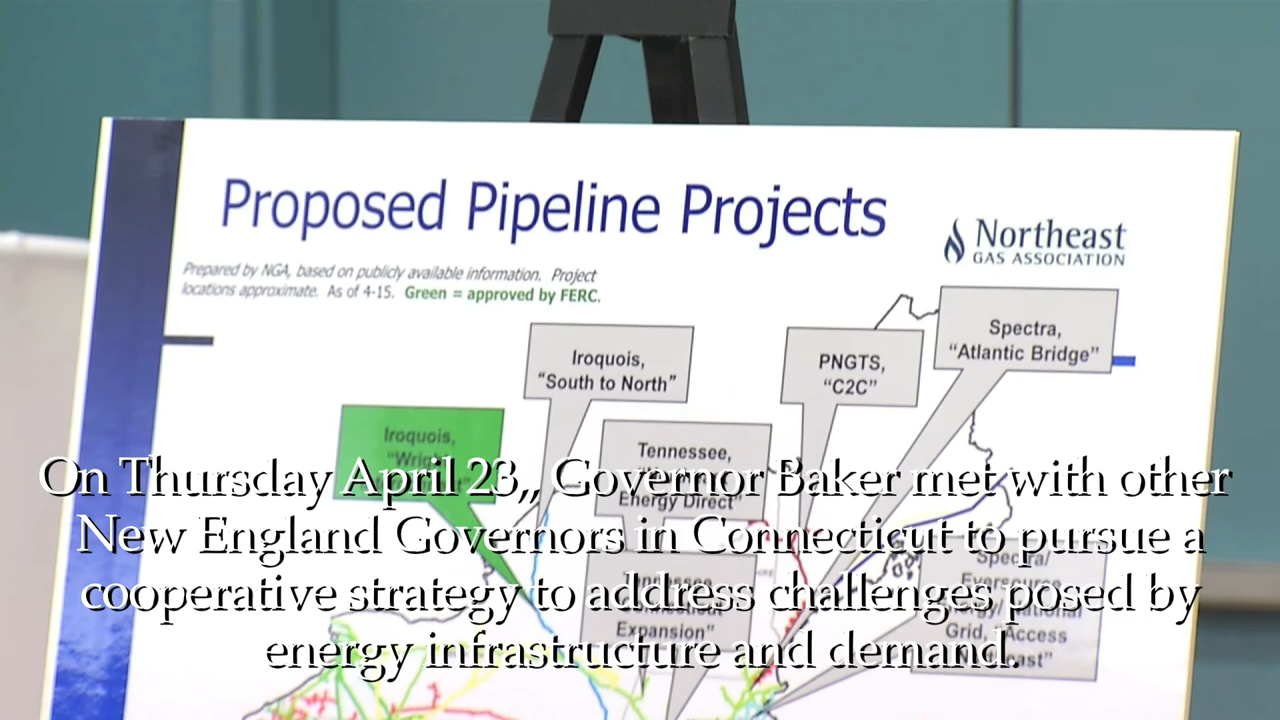 Proposed Pipeline Projects
Northeast
GAS ASSOCIATION
Prepared by NGA, based on publicly available information. Project
locations approximate. As of 4-15. Green = approved by FERC.
Spectra,
“Atlantic Bridge”
Iroquois,
“South to North”
PNGTS,
“C2C”
Iroquois,
Tennessee,
Energy Direct”
Tennessee
Expansion”
Spectra/
Eversource
Grid, “Access
On Thursday April 23,, Governor Baker met with other
New England Governors in Connecticut to pursue a
cooperative strategy to address challenges posed by
energy infrastructure and demand.